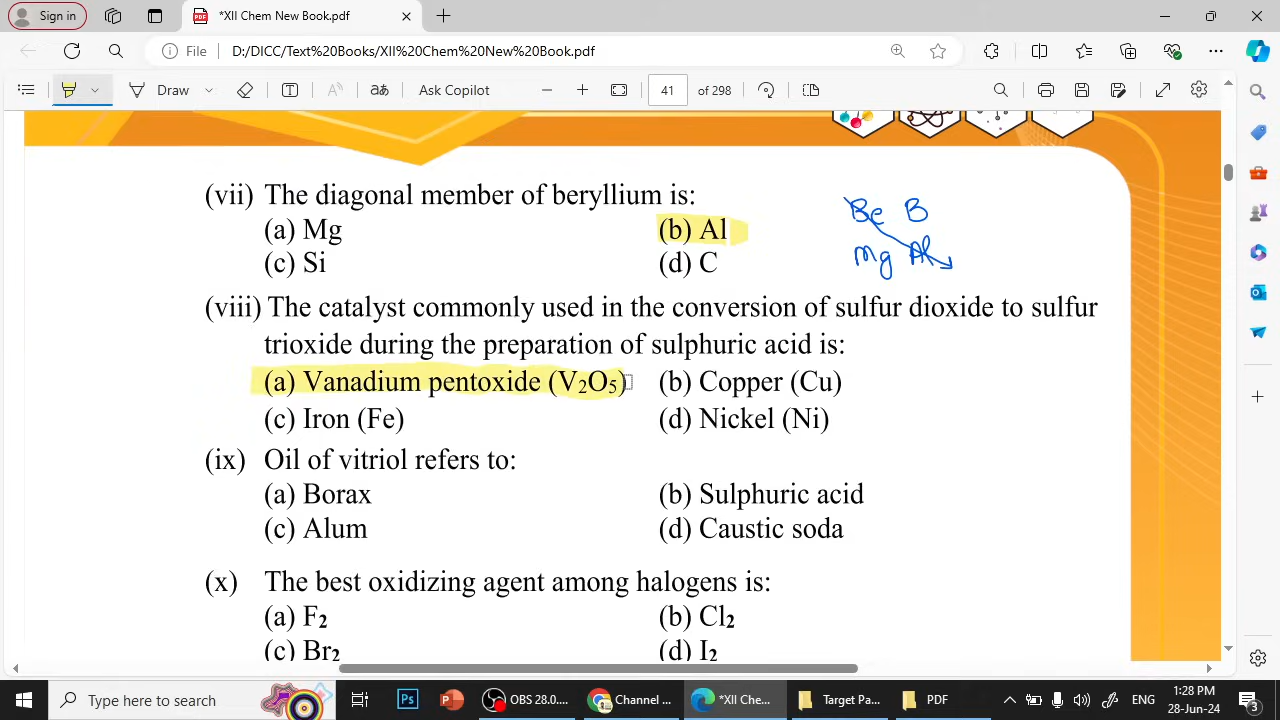 Sign in
*XII Chem New Book.pdf
File
D:/DICC/Text%20Books/XII%20Chem%20New%20Book.pdf
Draw
Ask Copilot
41
of 298
(vii) The diagonal member of beryllium is:
(a) Mg (b) Al
(c) Si (d) C
Be B
Mg Al
(viii) The catalyst commonly used in the conversion of sulfur dioxide to sulfur
trioxide during the preparation of sulphuric acid is:
(a) Vanadium pentoxide (V₂O₅) (b) Copper (Cu)
(c) Iron (Fe) (d) Nickel (Ni)
(ix) Oil of vitriol refers to:
(a) Borax (b) Sulphuric acid
(c) Alum (d) Caustic soda
(x) The best oxidizing agent among halogens is:
(a) F₂ (b) Cl₂
(c) Br₂ (d) I₂
Type here to search
Ps
P
OBS 28.0....
Channel ...
*XII Che...
Target Pa...
PDF
ENG
1:28 PM
28-Jun-24
3